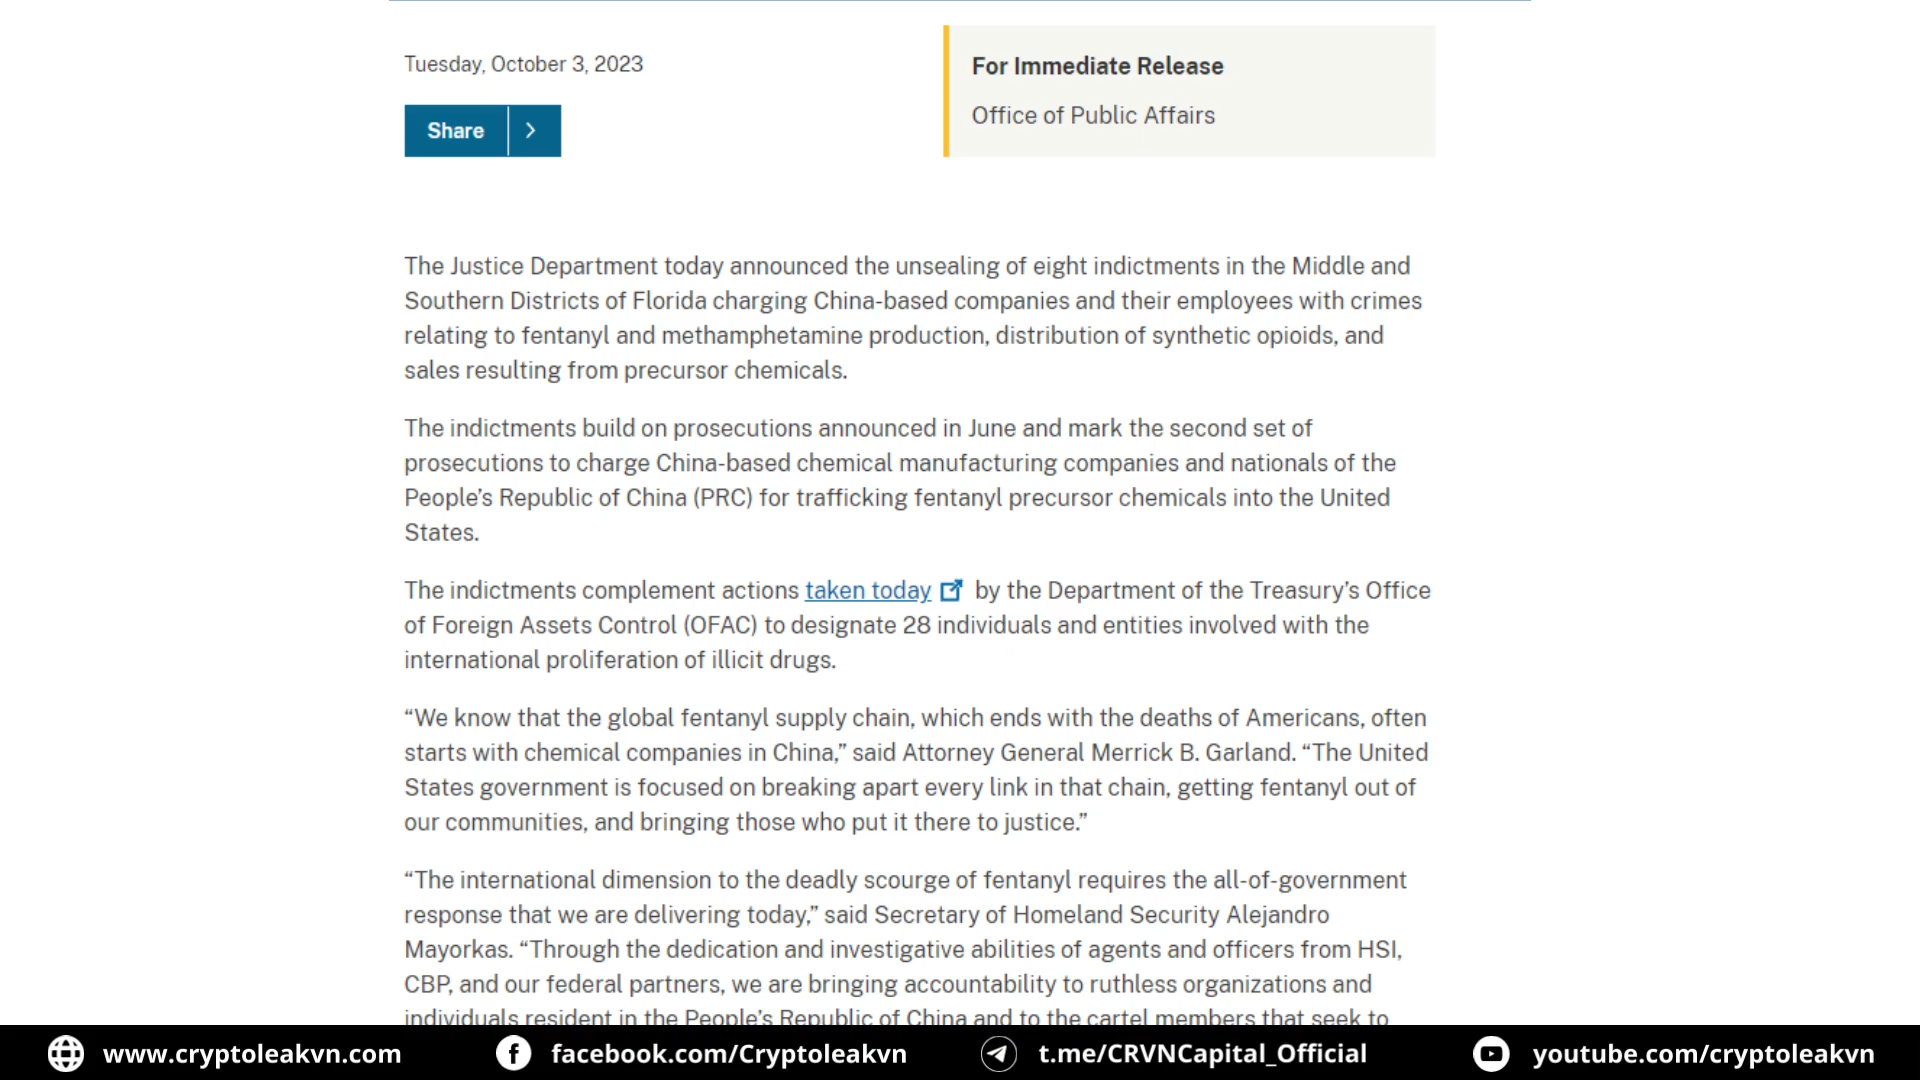 Tuesday, October 3, 2023
Share
For Immediate Release
Office of Public Affairs
The Justice Department today announced the unsealing of eight indictments in the Middle and
Southern Districts of Florida charging China-based companies and their employees with crimes
relating to fentanyl and methamphetamine production, distribution of synthetic opioids, and
sales resulting from precursor chemicals.
The indictments build on prosecutions announced in June and mark the second set of
prosecutions to charge China-based chemical manufacturing companies and nationals of the
People’s Republic of China (PRC) for trafficking fentanyl precursor chemicals into the United
States.
The indictments complement actions taken today by the Department of the Treasury’s Office
of Foreign Assets Control (OFAC) to designate 28 individuals and entities involved with the
international proliferation of illicit drugs.
“We know that the global fentanyl supply chain, which ends with the deaths of Americans, often
starts with chemical companies in China,” said Attorney General Merrick B. Garland. “The United
States government is focused on breaking apart every link in that chain, getting fentanyl out of
our communities, and bringing those who put it there to justice.”
“The international dimension to the deadly scourge of fentanyl requires the all-of-government
response that we are delivering today,” said Secretary of Homeland Security Alejandro
Mayorkas. “Through the dedication and investigative abilities of agents and officers from HSI,
CBP, and our federal partners, we are bringing accountability to ruthless organizations and
individuals resident in the People’s Republic of China and to the cartel members that seek to
www.cryptoleakvn.com
facebook.com/Cryptoleakvn
t.me/CRVNCapital_Official
youtube.com/cryptoleakvn